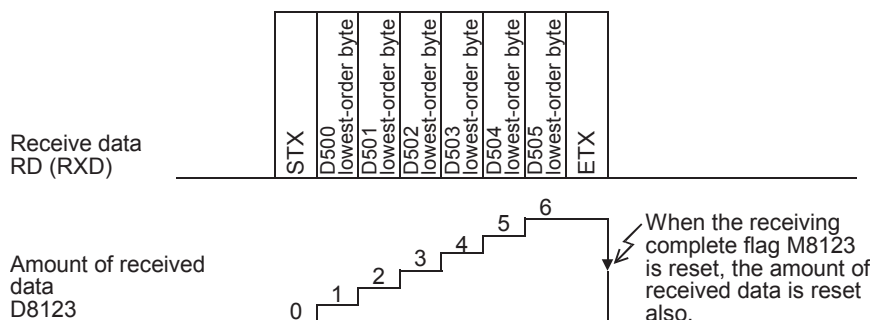 Receive data
RD (RXD)
STX
D500
lowest-order byte
D501
lowest-order byte
D502
lowest-order byte
D503
lowest-order byte
D504
lowest-order byte
D505
lowest-order byte
ETX
Amount of received
data
D8123
0
1
2
3
4
5
6
When the receiving
complete flag M8123
is reset, the amount of
received data is reset
also.